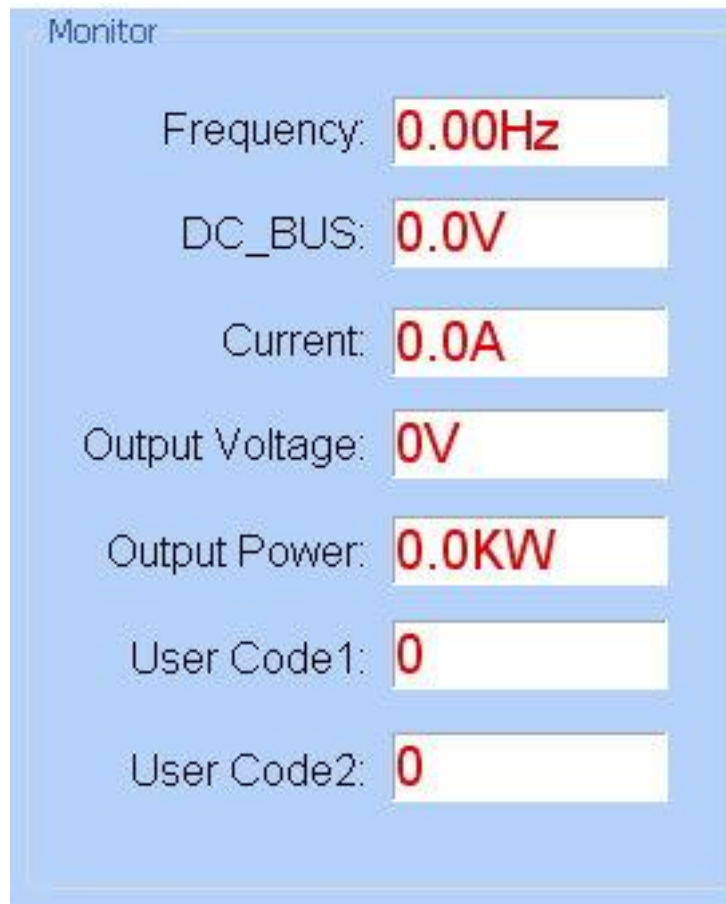 Monitor
Frequency: 0.00Hz
DC_BUS: 0.0V
Current: 0.0A
Output Voltage: 0V
Output Power: 0.0KW
User Code1: 0
User Code2: 0